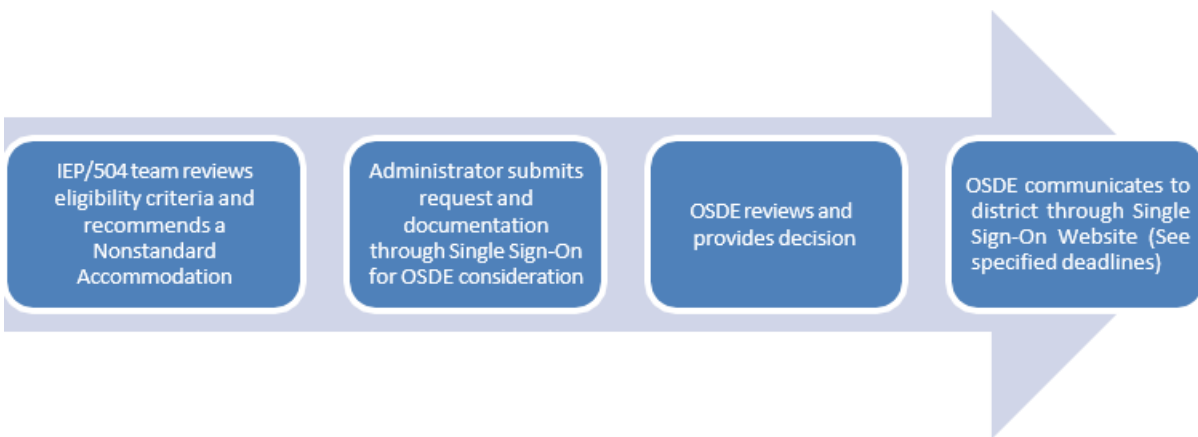 IEP/504 team reviews
eligibility criteria and
recommends a
Nonstandard
Accommodation
Administrator submits
request and
documentation
through Single Sign-On
for OSDE consideration
OSDE reviews and
provides decision
OSDE communicates to
district through Single
Sign-On Website (See
specified deadlines)